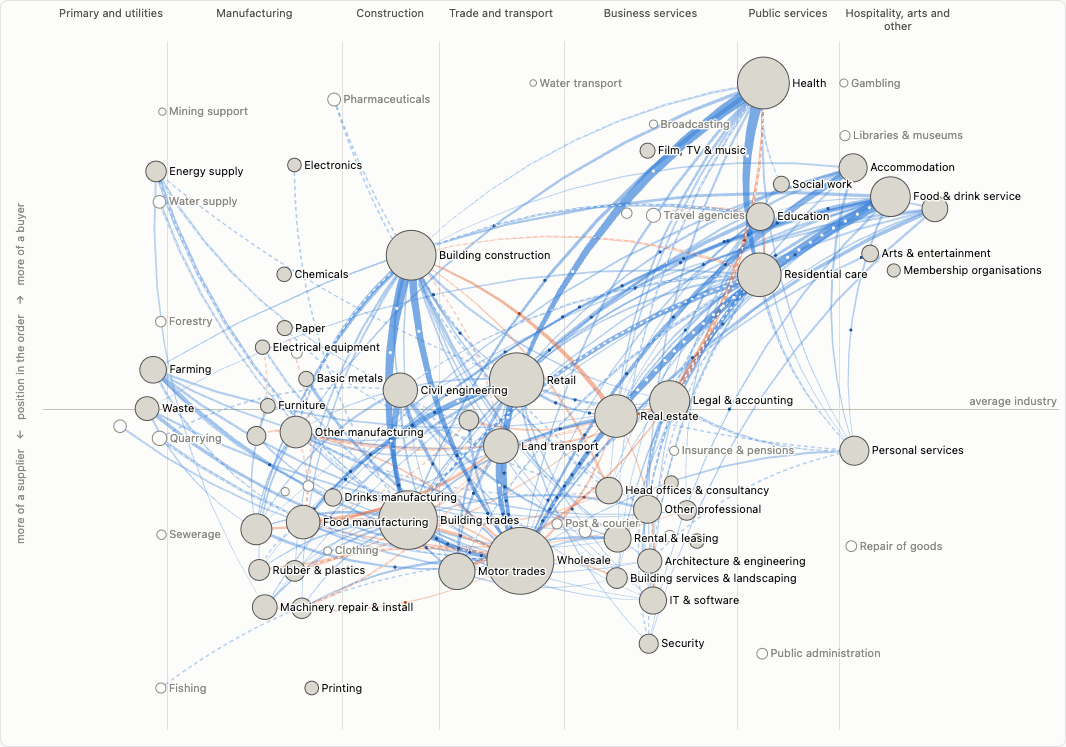 Primary and utilities
Manufacturing
Construction
Trade and transport
Business services
Public services
Hospitality, arts and
other
more of a supplier ← position in the order → more of a buyer
average industry
Mining support
Energy supply
Water supply
Forestry
Farming
Waste
Quarrying
Sewerage
Fishing
Pharmaceuticals
Electronics
Chemicals
Paper
Electrical equipment
Basic metals
Furniture
Other manufacturing
Drinks manufacturing
Food manufacturing
Clothing
Rubber & plastics
Machinery repair & install
Printing
Building construction
Civil engineering
Building trades
Water transport
Retail
Land transport
Post & courier
Wholesale
Motor trades
Broadcasting
Film, TV & music
Travel agencies
Legal & accounting
Real estate
Insurance & pensions
Head offices & consultancy
Other professional
Rental & leasing
Architecture & engineering
Building services & landscaping
IT & software
Security
Health
Social work
Education
Residential care
Public administration
Gambling
Libraries & museums
Accommodation
Food & drink service
Arts & entertainment
Membership organisations
Personal services
Repair of goods